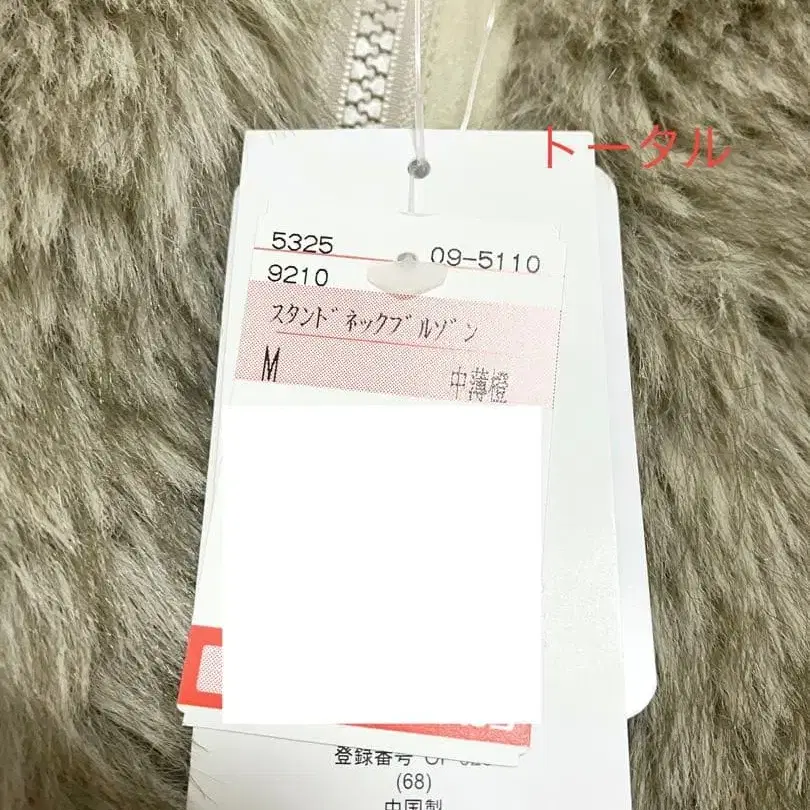 トータル
5325 09-5110
9210
スタンドネックブルゾン
M 中薄橙
登録番号
(68)
中国製